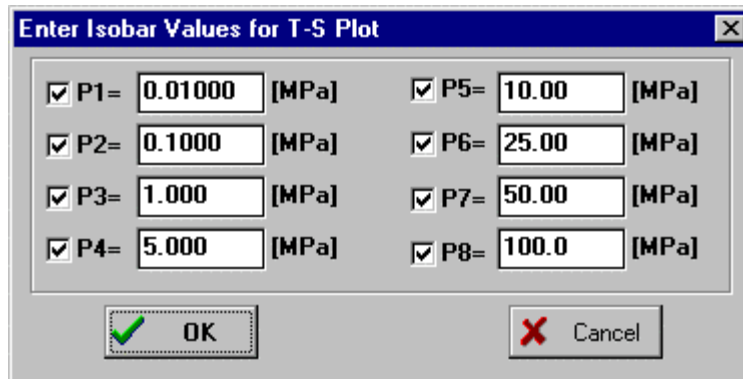 Enter Isobar Values for T-S Plot
P1= 0.01000 [MPa] P5= 10.00 [MPa]
P2= 0.1000 [MPa] P6= 25.00 [MPa]
P3= 1.000 [MPa] P7= 50.00 [MPa]
P4= 5.000 [MPa] P8= 100.0 [MPa]
OK Cancel